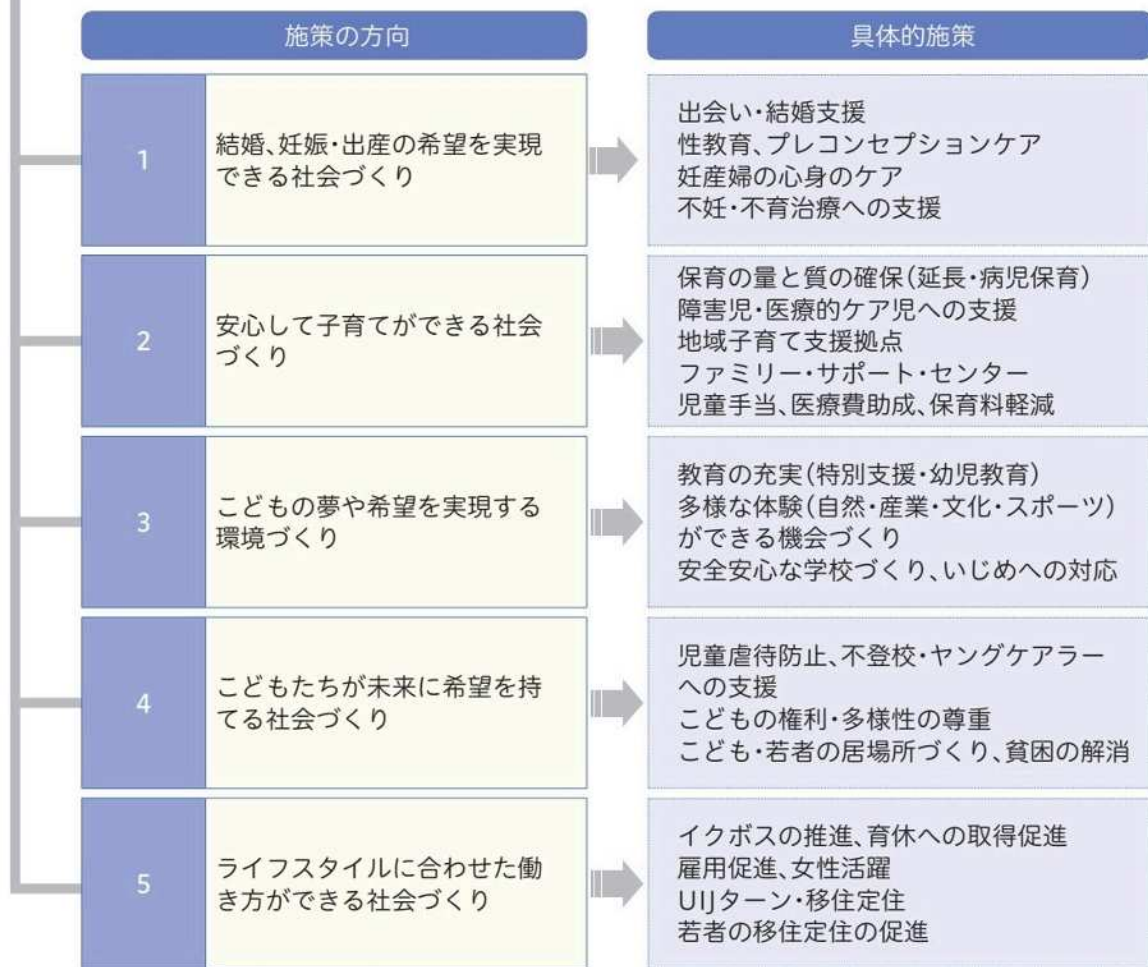 施策の方向
具体的施策
1
結婚、妊娠・出産の希望を実現
できる社会づくり
出会い・結婚支援
性教育、プレコンセプションケア
妊産婦の心身のケア
不妊・不育治療への支援
2
安心して子育てができる社会
づくり
保育の量と質の確保(延長・病児保育)
障害児・医療的ケア児への支援
地域子育て支援拠点
ファミリー・サポート・センター
児童手当、医療費助成、保育料軽減
3
こどもの夢や希望を実現する
環境づくり
教育の充実(特別支援・幼児教育)
多様な体験(自然・産業・文化・スポーツ)
ができる機会づくり
安全安心な学校づくり、いじめへの対応
4
こどもたちが未来に希望を持
てる社会づくり
児童虐待防止、不登校・ヤングケアラー
への支援
こどもの権利・多様性の尊重
こども・若者の居場所づくり、貧困の解消
5
ライフスタイルに合わせた働
き方ができる社会づくり
イクボスの推進、育休への取得促進
雇用促進、女性活躍
UIJターン・移住定住
若者の移住定住の促進